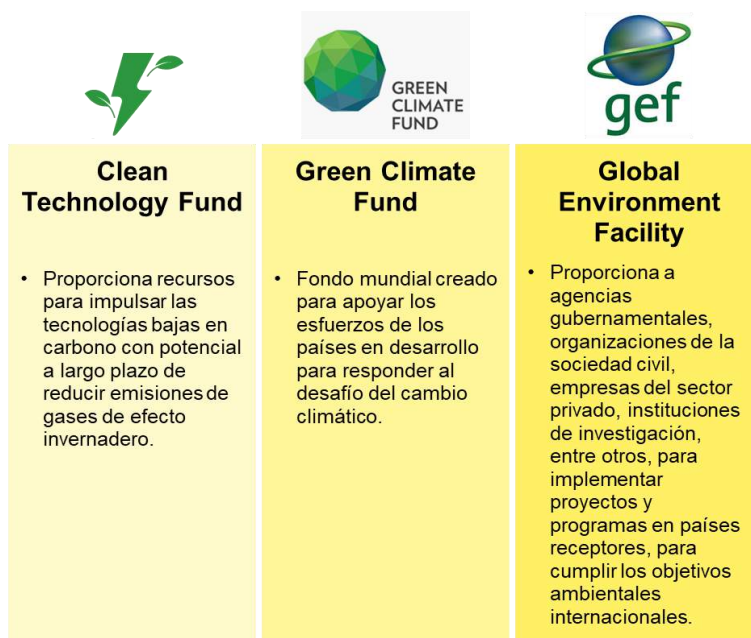 GREEN
CLIMATE
FUND
gef
Clean
Technology Fund
• Proporciona recursos
para impulsar las
tecnologías bajas en
carbono con potencial
a largo plazo de
reducir emisiones de
gases de efecto
invernadero.
Green Climate
Fund
• Fondo mundial creado
para apoyar los
esfuerzos de los
países en desarrollo
para responder al
desafío del cambio
climático.
Global
Environment
Facility
• Proporciona a
agencias
gubernamentales,
organizaciones de la
sociedad civil,
empresas del sector
privado, instituciones
de investigación,
entre otros, para
implementar
proyectos y
programas en países
receptores, para
cumplir los objetivos
ambientales
internacionales.